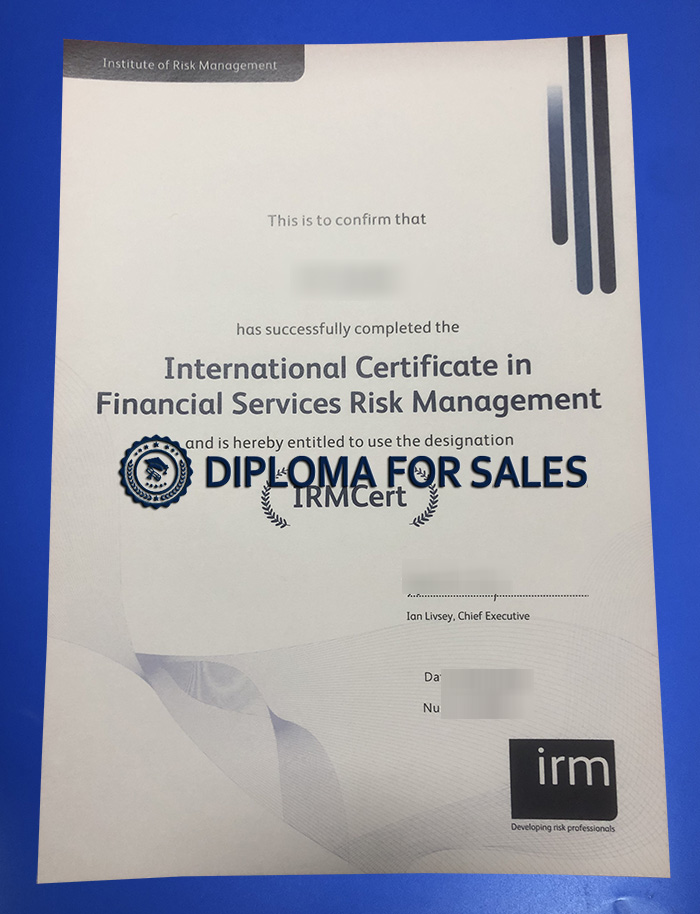 Institute of Risk Management
This is to confirm that
has successfully completed the
International Certificate in
Financial Services Risk Management
and is hereby entitled to use the designation
DIPLOMA FOR SALES
IRMCert
Ian Livsey, Chief Executive
irm
Developing risk professionals